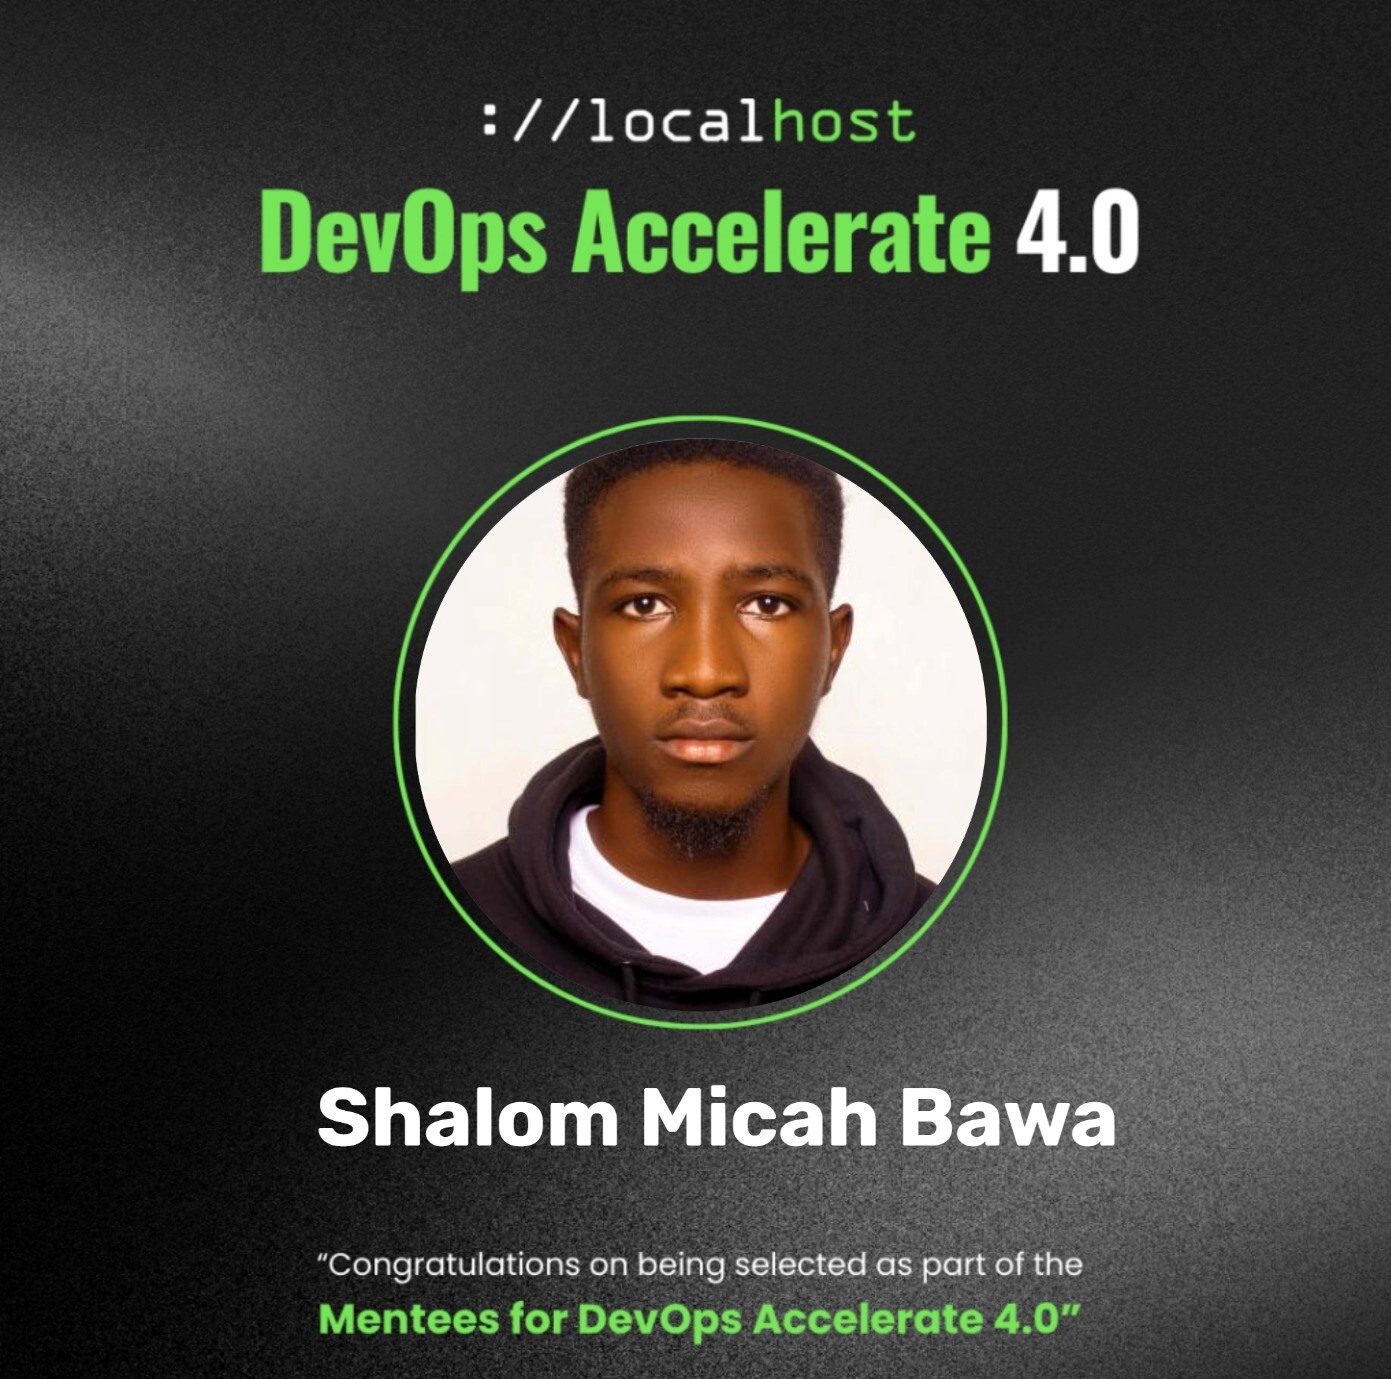 ://localhost
DevOps Accelerate 4.0
Shalom Micah Bawa
“Congratulations on being selected as part of the
Mentees for DevOps Accelerate 4.0”